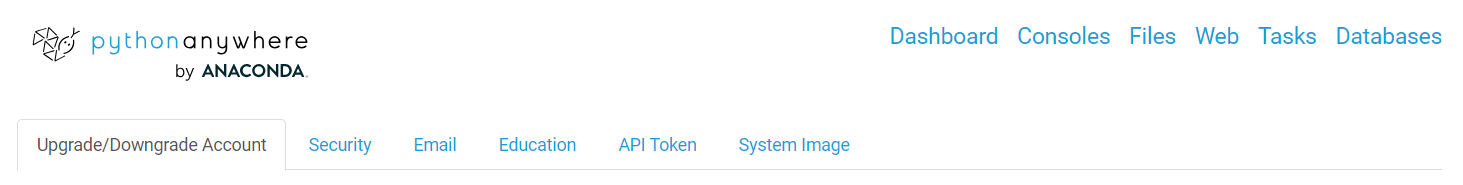 pythonanywhere
by ANACONDA.
Dashboard Consoles Files Web Tasks Databases
Upgrade/Downgrade Account Security Email Education API Token System Image